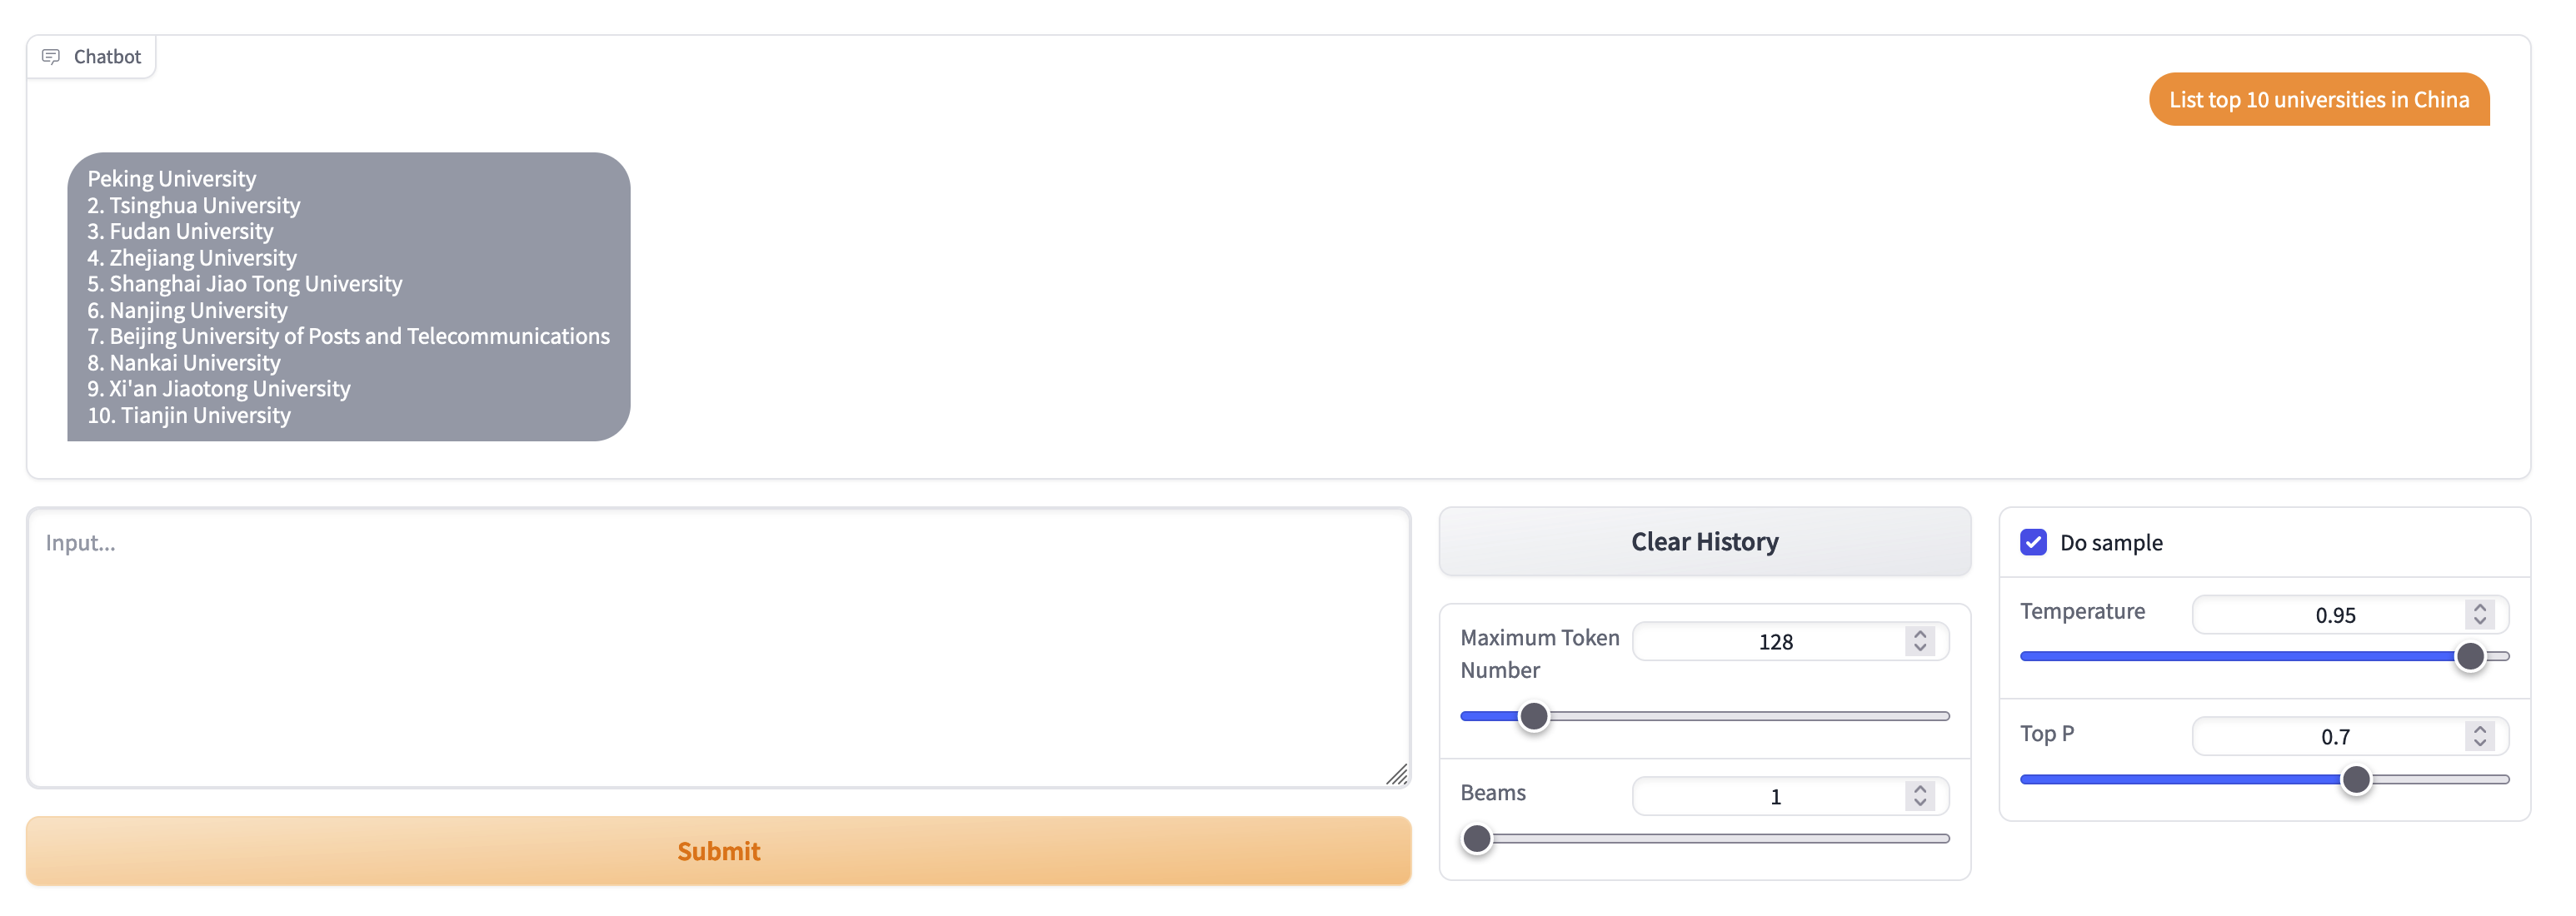 Chatbot
List top 10 universities in China
Peking University
2. Tsinghua University
3. Fudan University
4. Zhejiang University
5. Shanghai Jiao Tong University
6. Nanjing University
7. Beijing University of Posts and Telecommunications
8. Nankai University
9. Xi'an Jiaotong University
10. Tianjin University
Input...
Submit
Clear History
Maximum Token
Number
128
Beams
1
Do sample
Temperature
0.95
Top P
0.7